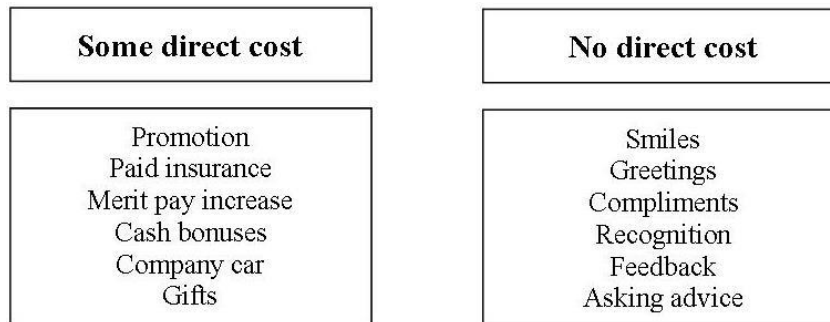 Some direct cost
No direct cost
Promotion
Paid insurance
Merit pay increase
Cash bonuses
Company car
Gifts
Smiles
Greetings
Compliments
Recognition
Feedback
Asking advice